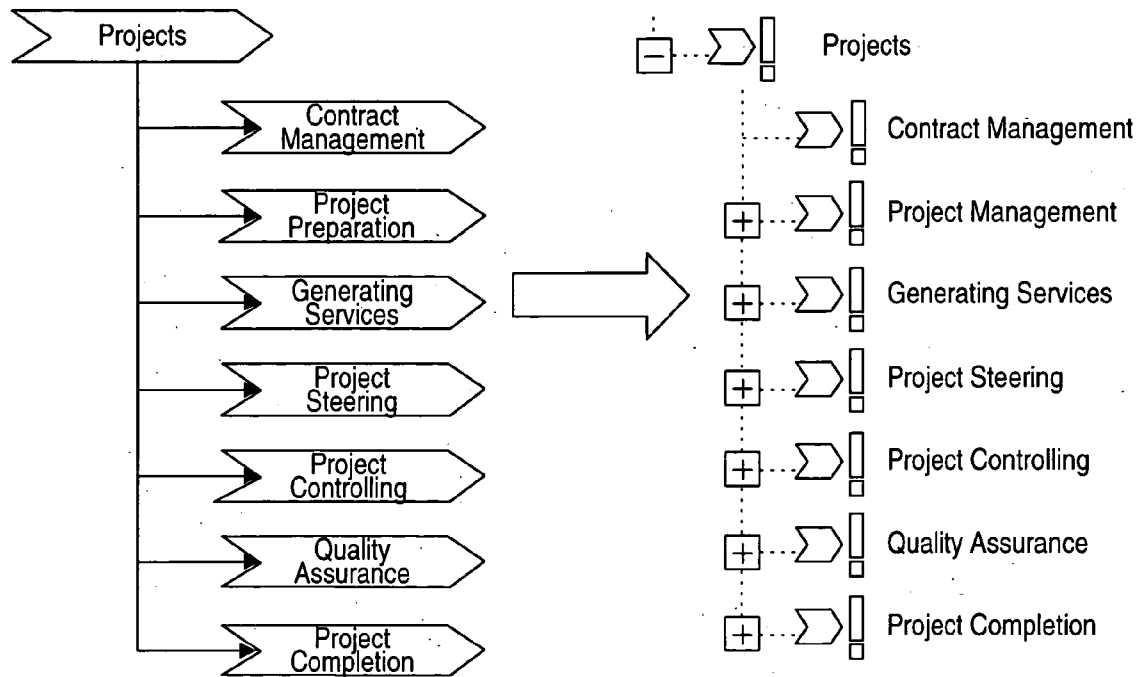 Projects
Contract
Management
Project
Preparation
Generating
Services
Project
Steering
Project
Controlling
Quality
Assurance
Project
Completion
Projects
Contract Management
Project Management
Generating Services
Project Steering
Project Controlling
Quality Assurance
Project Completion